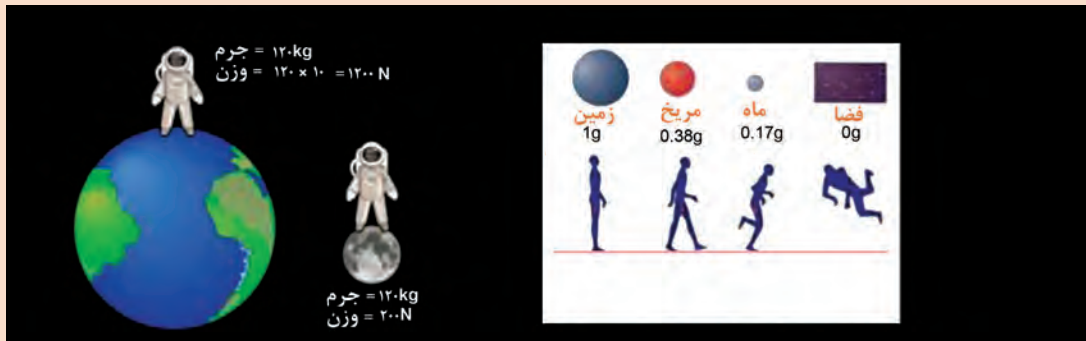 جرم = ۱۲۰kg
وزن = ۱۲۰ × ۱۰ = ۱۲۰۰ N
جرم = ۱۲۰kg
وزن = ۲۰۰N
زمین
1g
مریخ
0.38g
ماه
0.17g
فضا
0g